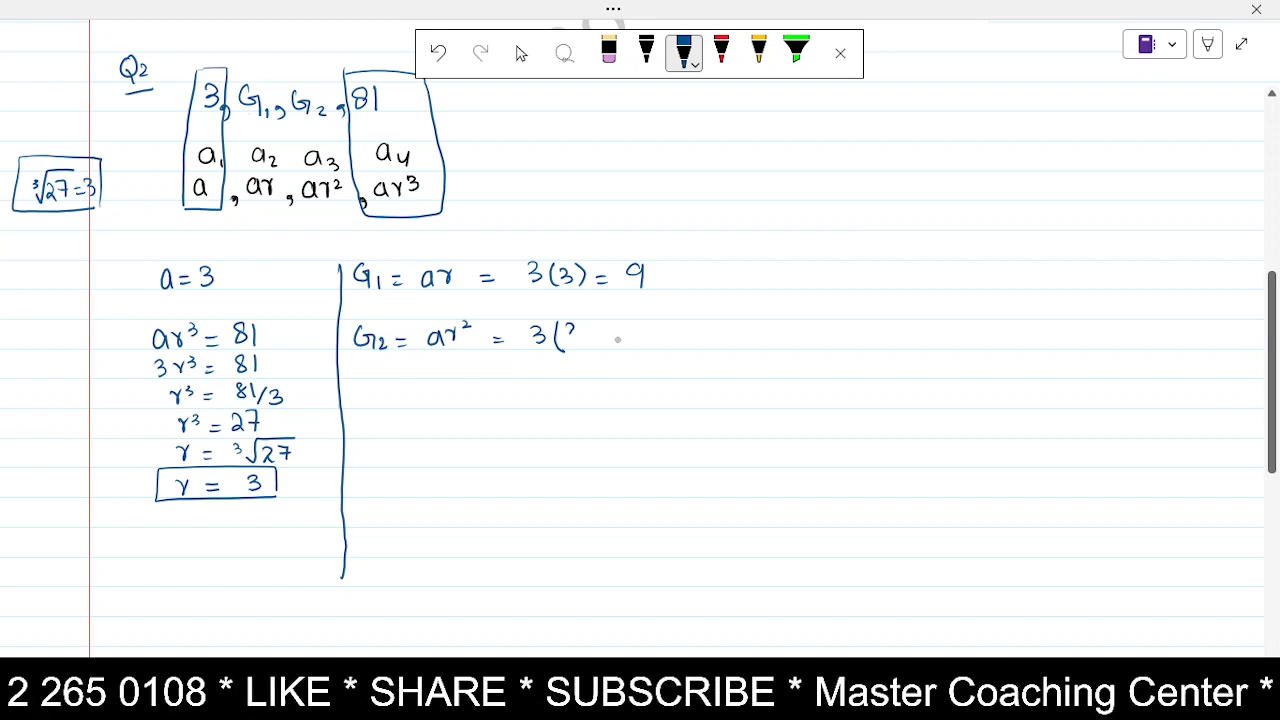 Q2
3, G₁, G₂, 81
a₁ a₂ a₃ a₄
a, ar, ar², ar³
³√27=3
a = 3
ar³ = 81
3r³ = 81
r³ = 81/3
r³ = 27
r = ³√27
r = 3
G₁ = ar = 3(3) = 9
G₂ = ar² = 3(
2 265 0108 * LIKE * SHARE * SUBSCRIBE * Master Coaching Center *